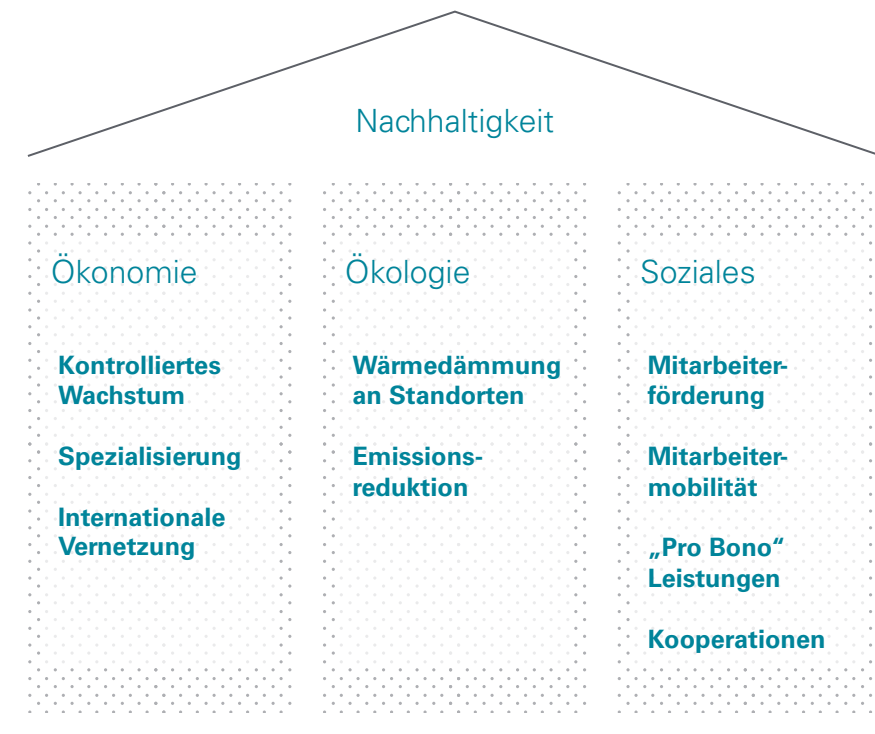 Nachhaltigkeit
Ökonomie
Kontrolliertes
Wachstum
Spezialisierung
Internationale
Vernetzung
Ökologie
Wärmedämmung
an Standorten
Emissions-
reduktion
Soziales
Mitarbeiter-
förderung
Mitarbeiter-
mobilität
„Pro Bono“
Leistungen
Kooperationen